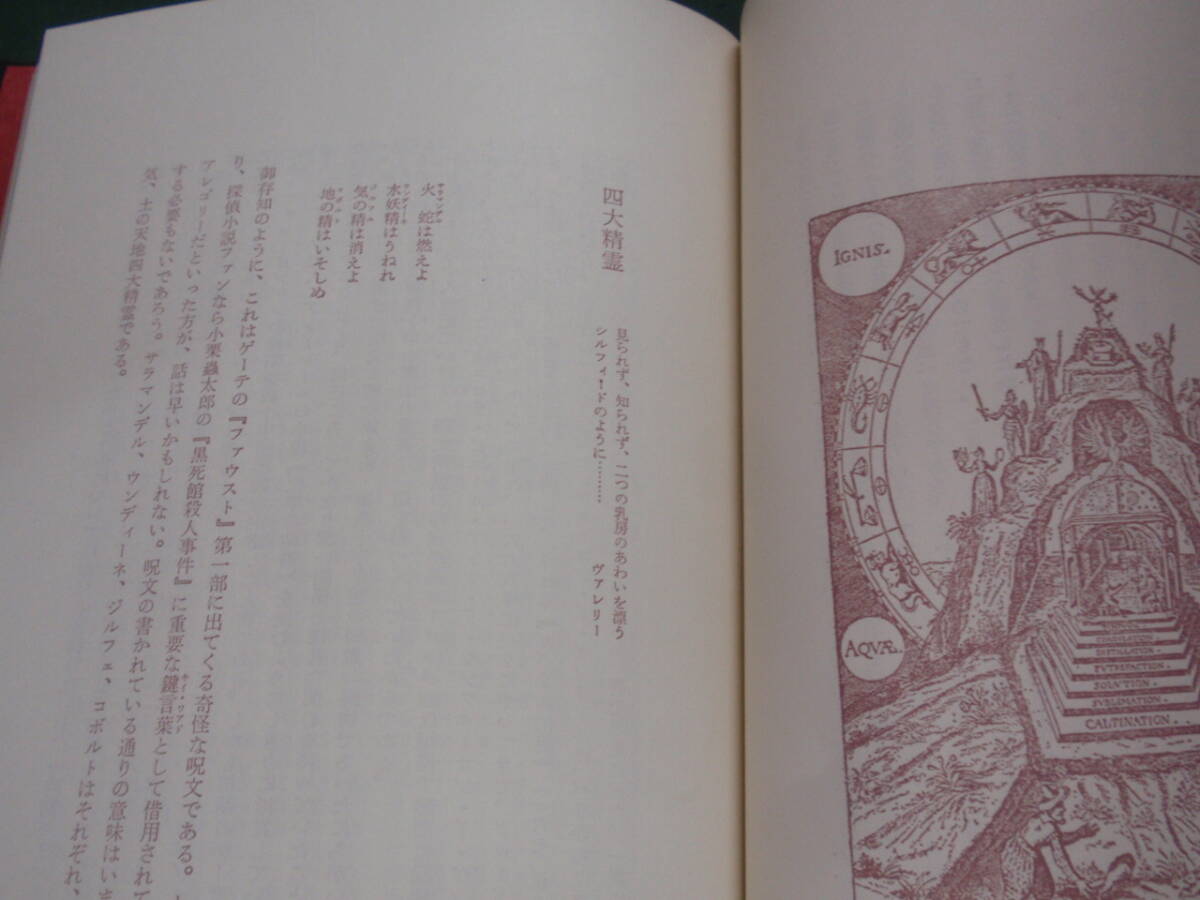 IGNIS.
AQVÆ.
DISTILLATION.
PVTREFACTION.
SOLVTION.
SVBLIMATION.
CALTINATION.
四大精霊
見られず、知られず、二つの乳房のあわいを漂う
シルフィードのように………
ヴァレリー
火蛇は燃えよ
水妖精はうねれ
気の精は消えよ
地の精はいそしぬ
御存知のように、これはゲーテの『ファウスト』第一部に出てくる奇怪な呪文である。
り、探偵小説ファンなら小栗蟲太郎の『黒死館殺人事件』に重要な鍵言葉として借用されて
アレゴリーだといった方が、話は早いかもしれない。呪文の書かれている通りの意味はい
する必要もないであろう。サラマンデル、ウンディーネ、ジルフェ、コボルトはそれぞれ、
気、土の天地四大精霊である。